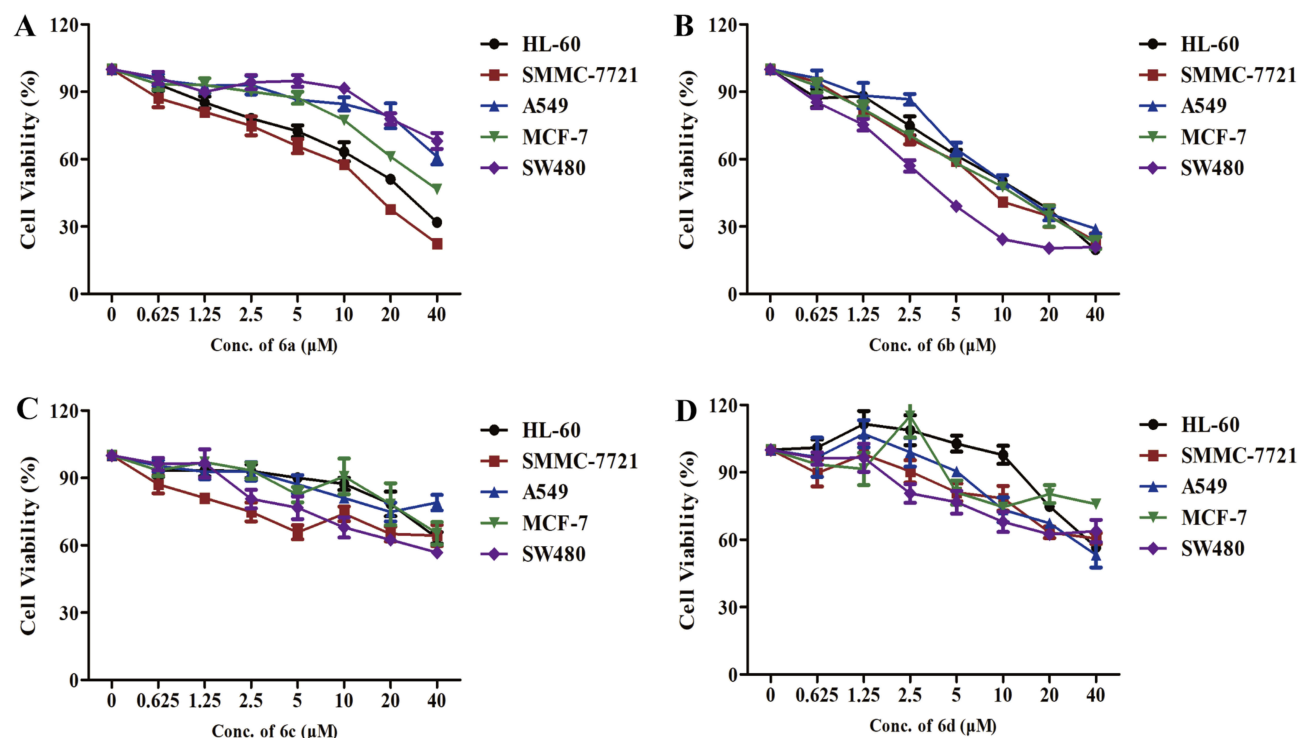 A
Cell Viability (%)
120
90
60
30
0
0 0.625 1.25 2.5 5 10 20 40
Conc. of 6a (μM)
HL-60
SMMC-7721
A549
MCF-7
SW480
B
Cell Viability (%)
120
90
60
30
0
0 0.625 1.25 2.5 5 10 20 40
Conc. of 6b (μM)
HL-60
SMMC-7721
A549
MCF-7
SW480
C
Cell Viability (%)
120
90
60
30
0
0 0.625 1.25 2.5 5 10 20 40
Conc. of 6c (μM)
HL-60
SMMC-7721
A549
MCF-7
SW480
D
Cell Viability (%)
120
90
60
30
0
0 0.625 1.25 2.5 5 10 20 40
Conc. of 6d (μM)
HL-60
SMMC-7721
A549
MCF-7
SW480